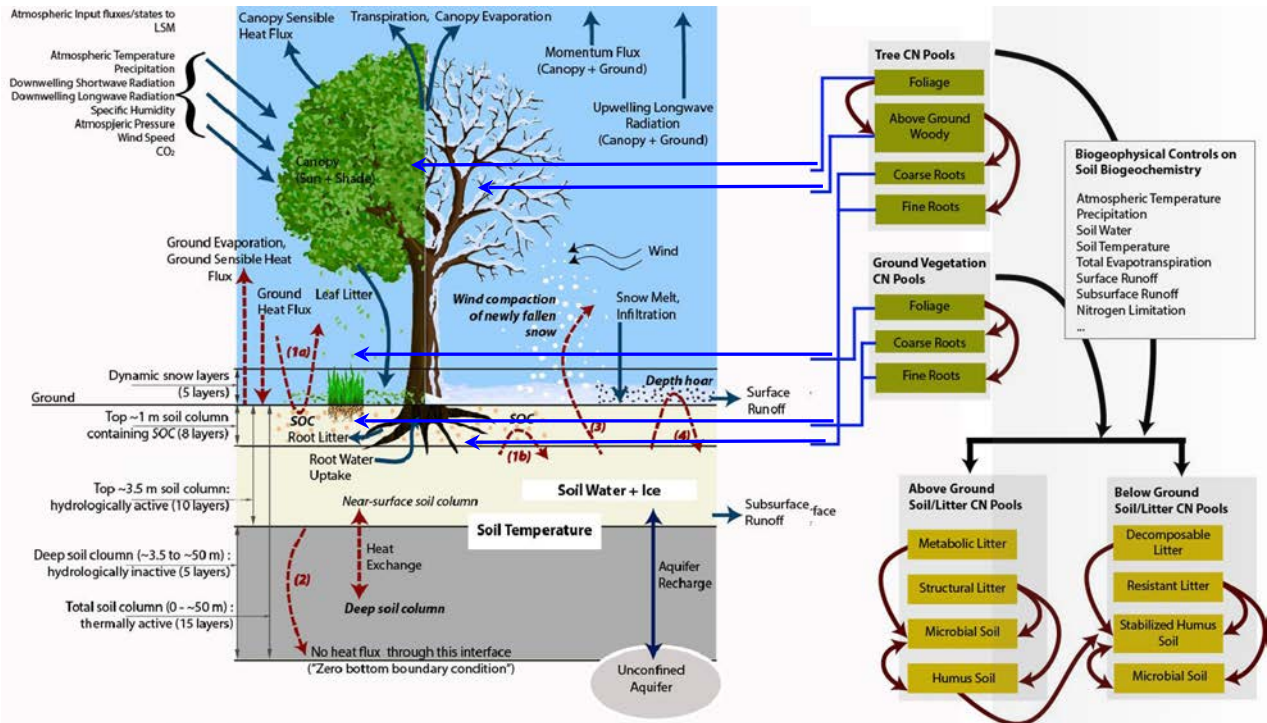 Atmospheric Input fluxes/states to
LSM
Atmospheric Temperature
Precipitation
Downwelling Shortwave Radiation
Downwelling Longwave Radiation
Specific Humidity
Atmospjeric Pressure
Wind Speed
CO₂
Canopy Sensible
Heat Flux
Transpiration, Canopy Evaporation
Momentum Flux
(Canopy + Ground)
Upwelling Longwave
Radiation
(Canopy + Ground)
Canopy
(Sun + Shade)
Ground Evaporation,
Ground Sensible Heat
Flux
Ground
Heat Flux
Leaf Litter
Wind
Wind compaction
of newly fallen
snow
Snow Melt,
Infiltration
(1a)
Dynamic snow layers
(5 layers)
Depth hoar
Surface
Runoff
Ground
Top ~1 m soil column
containing SOC (8 layers)
SOC
SOC
Root Litter
Root Water
Uptake
(1b)
(3)
(4)
Top ~3.5 m soil column:
hydrologically active (10 layers)
Near-surface soil column
Soil Water + Ice
Subsurface
Runoff
face
Soil Temperature
Deep soil cloumn (~3.5 to ~50 m) :
hydrologically inactive (5 layers)
(2)
Heat
Exchange
Aquifer
Recharge
Deep soil column
Total soil column (0 - ~50 m) :
thermally active (15 layers)
No heat flux through this interface
("Zero bottom boundary condition")
Unconfined
Aquifer
Tree CN Pools
Foliage
Above Ground
Woody
Coarse Roots
Fine Roots
Ground Vegetation
CN Pools
Foliage
Coarse Roots
Fine Roots
Biogeophysical Controls on
Soil Biogeochemistry
Atmospheric Temperature
Precipitation
Soil Water
Soil Temperature
Total Evapotranspiration
Surface Runoff
Subsurface Runoff
Nitrogen Limitation
...
Above Ground
Soil/Litter CN Pools
Metabolic Litter
Structural Litter
Microbial Soil
Humus Soil
Below Ground
Soil/Litter CN Pools
Decomposable
Litter
Resistant Litter
Stabilized Humus
Soil
Microbial Soil